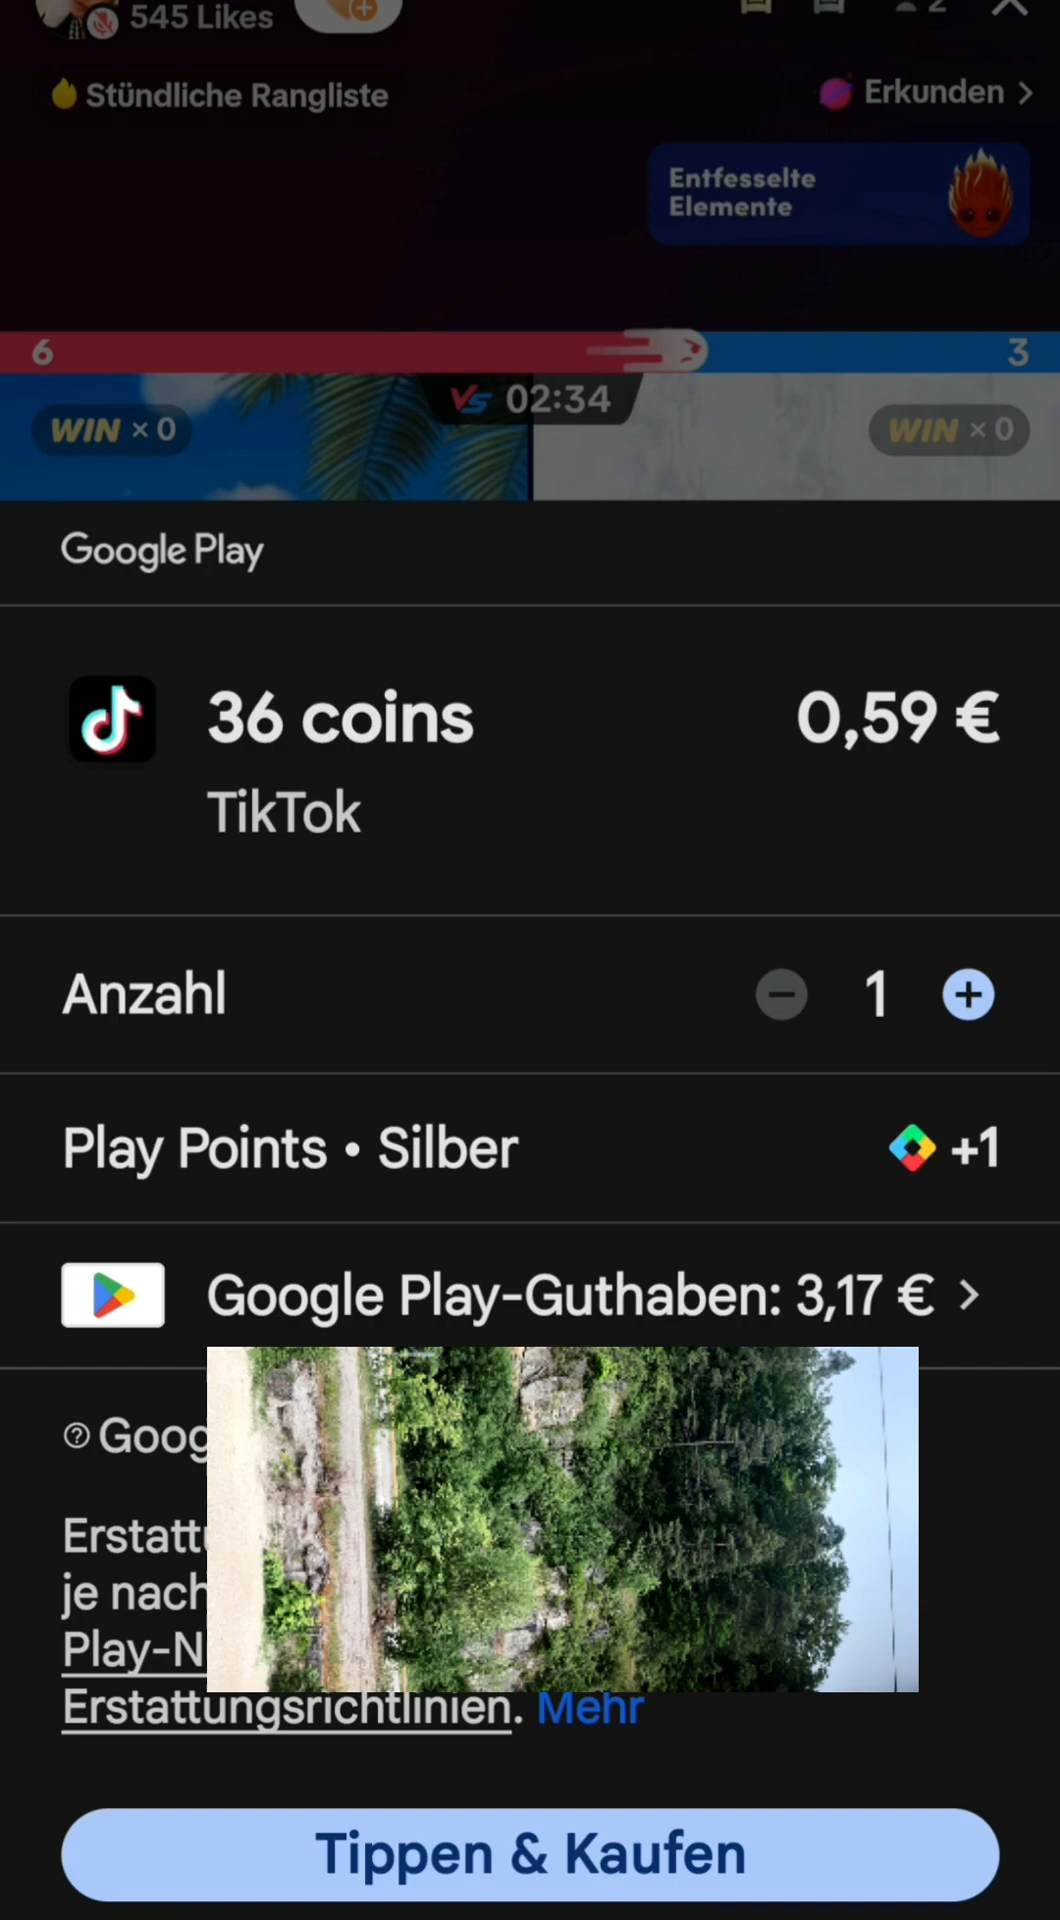 545 Likes
2
Stündliche Rangliste
Erkunden
Entfesselte
Elemente
6
3
VS 02:34
WIN × 0
WIN × 0
Google Play
36 coins
0,59 €
TikTok
Anzahl
1
Play Points • Silber
+1
Google Play-Guthaben: 3,17 €
Goog
Erstatt
je nach
Play-N
Erstattungsrichtlinien. Mehr
Tippen & Kaufen